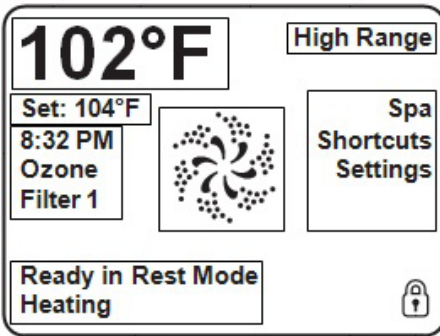 102°F
High Range
Set: 104°F
8:32 PM
Ozone
Filter 1
Spa
Shortcuts
Settings
Ready in Rest Mode
Heating